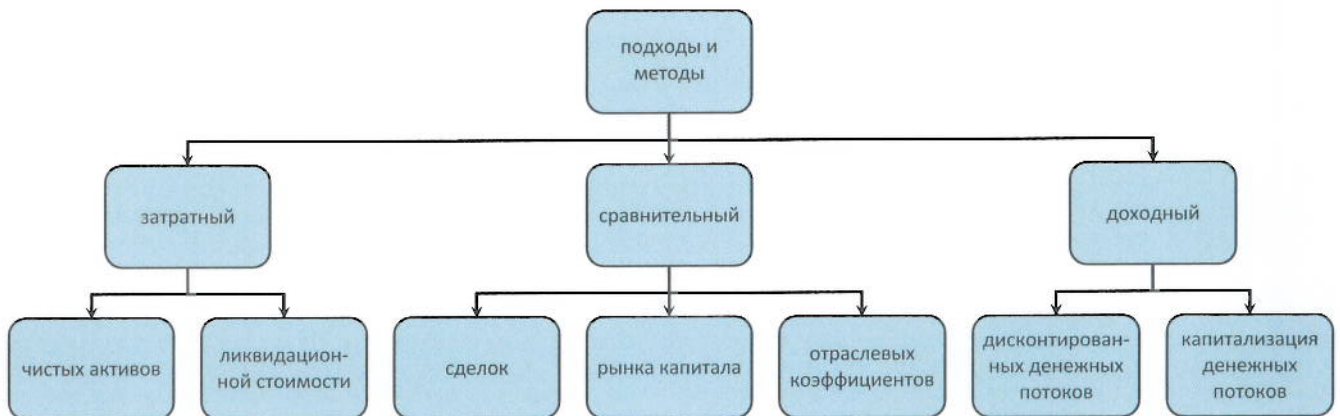 подходы и
методы
затратный
сравнительный
доходный
чистых активов
ликвидацион-
ной стоимости
сделок
рынка капитала
отраслевых
коэффициентов
дисконтирован-
ных денежных
потоков
капитализация
денежных
потоков